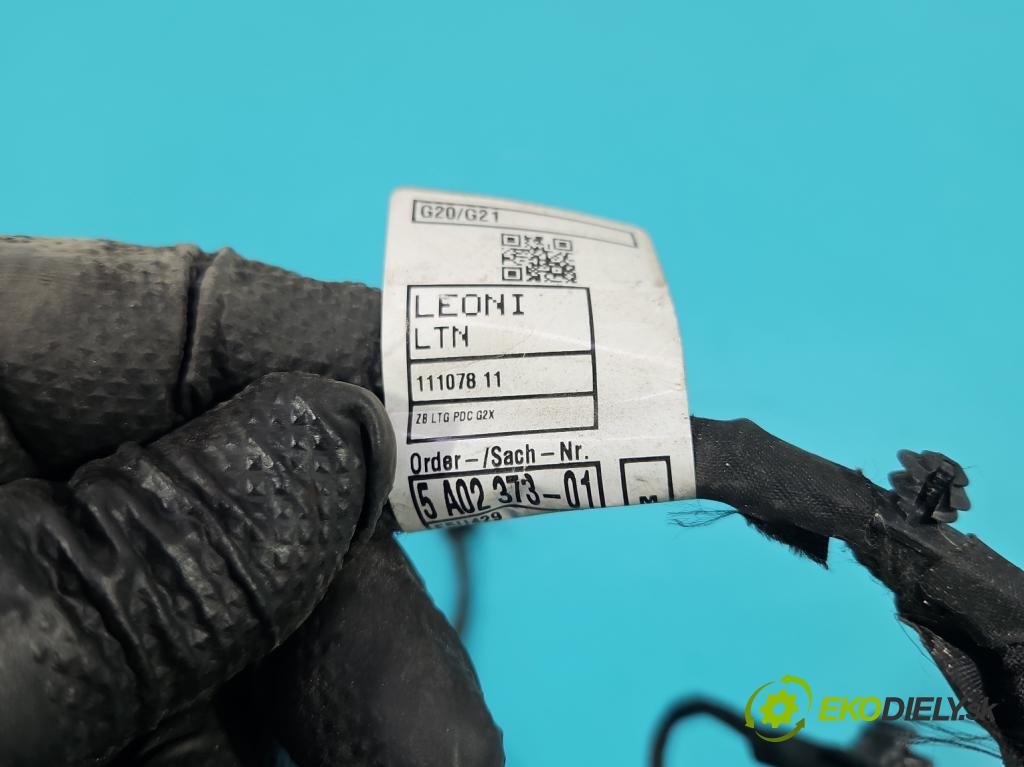 G20/G21
LEONI
LTN
111078 11
ZB LTG PDC G2X
Order-/Sach-Nr.
5 A02 373-01
M
EKODIELY.SK